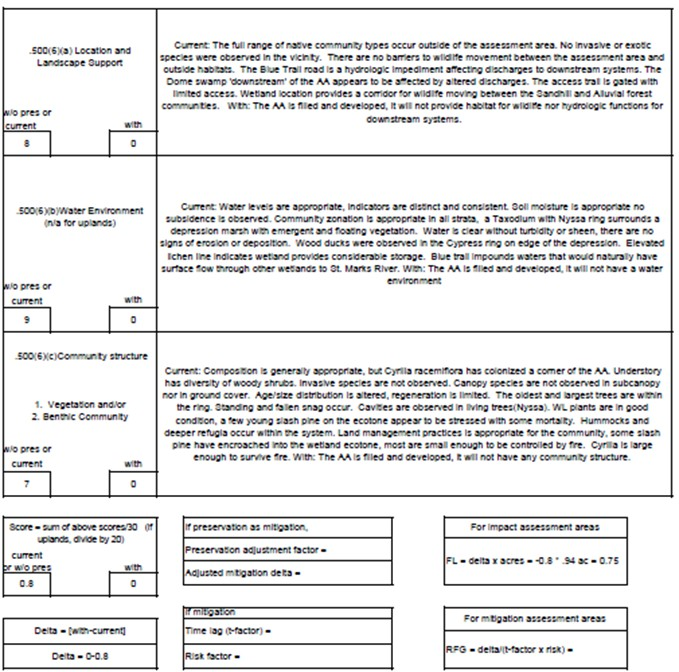 .500(6)(a) Location and
Landscape Support
w/o pres or
current
with
8
0
Current: The full range of native community types occur outside of the assessment area. No invasive or exotic
species were observed in the vicinity. There are no barriers to wildlife movement between the assessment area and
outside habitats. The Blue Trail road is a hydrologic impediment affecting discharges to downstream systems. The
Dome swamp 'downstream' of the AA appears to be affected by altered discharges. The access trail is gated with
limited access. Wetland location provides a corridor for wildlife moving between the Sandhill and Alluvial forest
communities. With: The AA is filled and developed, it will not provide habitat for wildlife nor hydrologic functions for
downstream systems.
.500(6)(b)Water Environment
(n/a for uplands)
w/o pres or
current
with
9
0
Current: Water levels are appropriate, indicators are distinct and consistent. Soil moisture is appropriate no
subsidence is observed. Community zonation is appropriate in all strata, a Taxodium with Nyssa ring surrounds a
depression marsh with emergent and floating vegetation. Water is clear without turbidity or sheen, there are no
signs of erosion or deposition. Wood ducks were observed in the Cypress ring on edge of the depression. Elevated
lichen line indicates wetland provides considerable storage. Blue trail impounds waters that would naturally have
surface flow through other wetlands to St. Marks River. With: The AA is filled and developed, it will not have a water
environment
.500(6)(c)Community structure
1. Vegetation and/or
2. Benthic Community
w/o pres or
current
with
7
0
Current: Composition is generally appropriate, but Cyrilla racemiflora has colonized a corner of the AA. Understory
has diversity of woody shrubs. Invasive species are not observed. Canopy species are not observed in subcanopy
nor in ground cover. Age/size distribution is altered, regeneration is limited. The oldest and largest trees are within
the ring. Standing and fallen snag occur. Cavities are observed in living trees(Nyssa). WL plants are in good
condition, a few young slash pine on the ecotone appear to be stressed with some mortality. Hummocks and
deeper refugia occur within the system. Land management practices is appropriate for the community, some slash
pine have encroached into the wetland ecotone, most are small enough to be controlled by fire. Cyrilla is large
enough to survive fire. With: The AA is filled and developed, it will not have any community structure.
Score = sum of above scores/30 (if
uplands, divide by 20)
current
or w/o pres
with
0.8
0
If preservation as mitigation,
Preservation adjustment factor =
Adjusted mitigation delta =
For impact assessment areas
FL = delta x acres = -0.8 * .94 ac = 0.75
Delta = [with-current]
Delta = 0-0.8
If mitigation
Time lag (t-factor) =
Risk factor =
For mitigation assessment areas
RFG = delta/(t-factor x risk) =